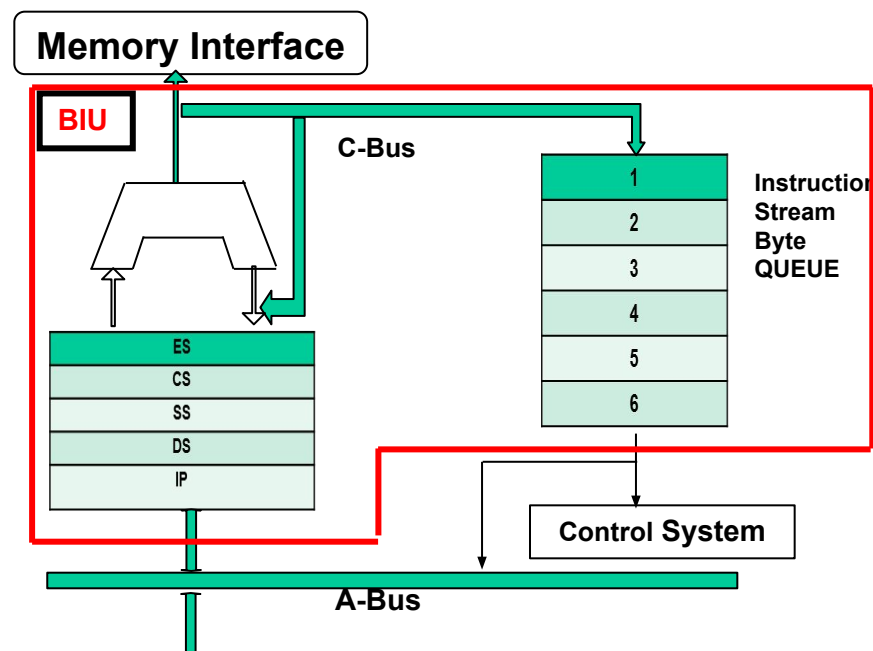 Memory Interface
BIU
C-Bus
1
2
3
4
5
6
Instruction
Stream
Byte
QUEUE
ES
CS
SS
DS
IP
Control System
A-Bus